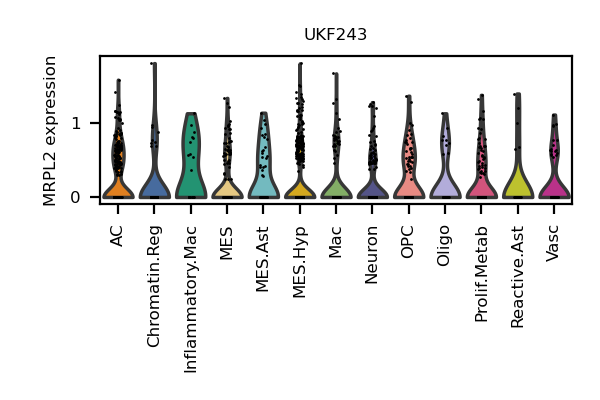 UKF243
MRPL2 expression
1
0
AC
Chromatin.Reg
Inflammatory.Mac
MES
MES.Ast
MES.Hyp
Mac
Neuron
OPC
Oligo
Prolif.Metab
Reactive.Ast
Vasc